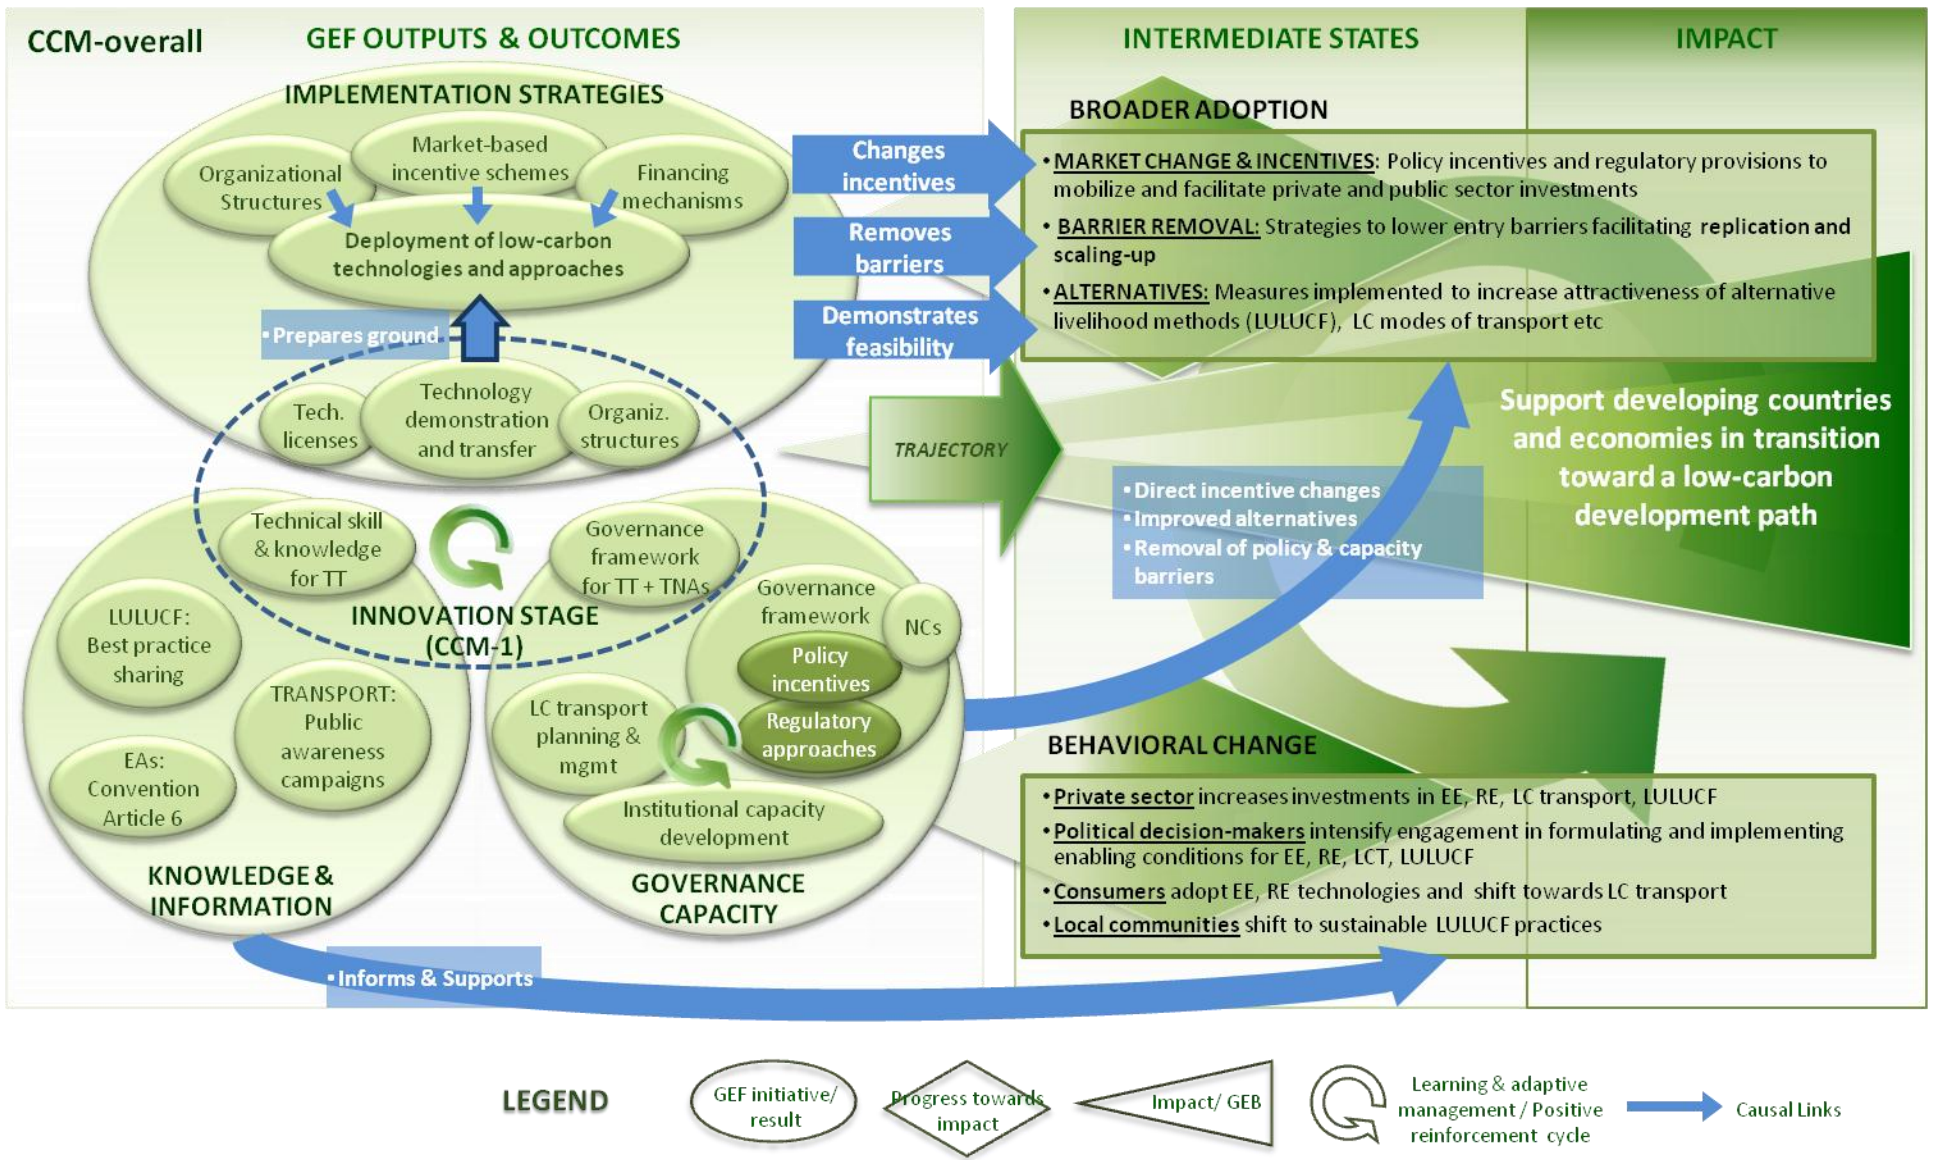 CCM-overall
GEF OUTPUTS & OUTCOMES
INTERMEDIATE STATES
IMPACT
IMPLEMENTATION STRATEGIES
Organizational
Structures
Market-based
incentive schemes
Financing
mechanisms
Deployment of low-carbon
technologies and approaches
• Prepares ground
Tech.
licenses
Technology
demonstration
and transfer
Organiz.
structures
Technical skill
& knowledge
for TT
Governance
framework
for TT + TNAs
INNOVATION STAGE
(CCM-1)
LULUCF:
Best practice
sharing
TRANSPORT:
Public
awareness
campaigns
EAs:
Convention
Article 6
KNOWLEDGE &
INFORMATION
Governance
framework
NCs
Policy
incentives
Regulatory
approaches
LC transport
planning &
mgmt
Institutional capacity
development
GOVERNANCE
CAPACITY
• Informs & Supports
Changes
incentives
Removes
barriers
Demonstrates
feasibility
TRAJECTORY
BROADER ADOPTION
• MARKET CHANGE & INCENTIVES: Policy incentives and regulatory provisions to
mobilize and facilitate private and public sector investments
• BARRIER REMOVAL: Strategies to lower entry barriers facilitating replication and
scaling-up
• ALTERNATIVES: Measures implemented to increase attractiveness of alternative
livelihood methods (LULUCF), LC modes of transport etc
• Direct incentive changes
• Improved alternatives
• Removal of policy & capacity
barriers
Support developing countries
and economies in transition
toward a low-carbon
development path
BEHAVIORAL CHANGE
• Private sector increases investments in EE, RE, LC transport, LULUCF
• Political decision-makers intensify engagement in formulating and implementing
enabling conditions for EE, RE, LCT, LULUCF
• Consumers adopt EE, RE technologies and shift towards LC transport
• Local communities shift to sustainable LULUCF practices
LEGEND
GEF initiative/
result
Progress towards
impact
Impact/ GEB
Learning & adaptive
management / Positive
reinforcement cycle
Causal Links